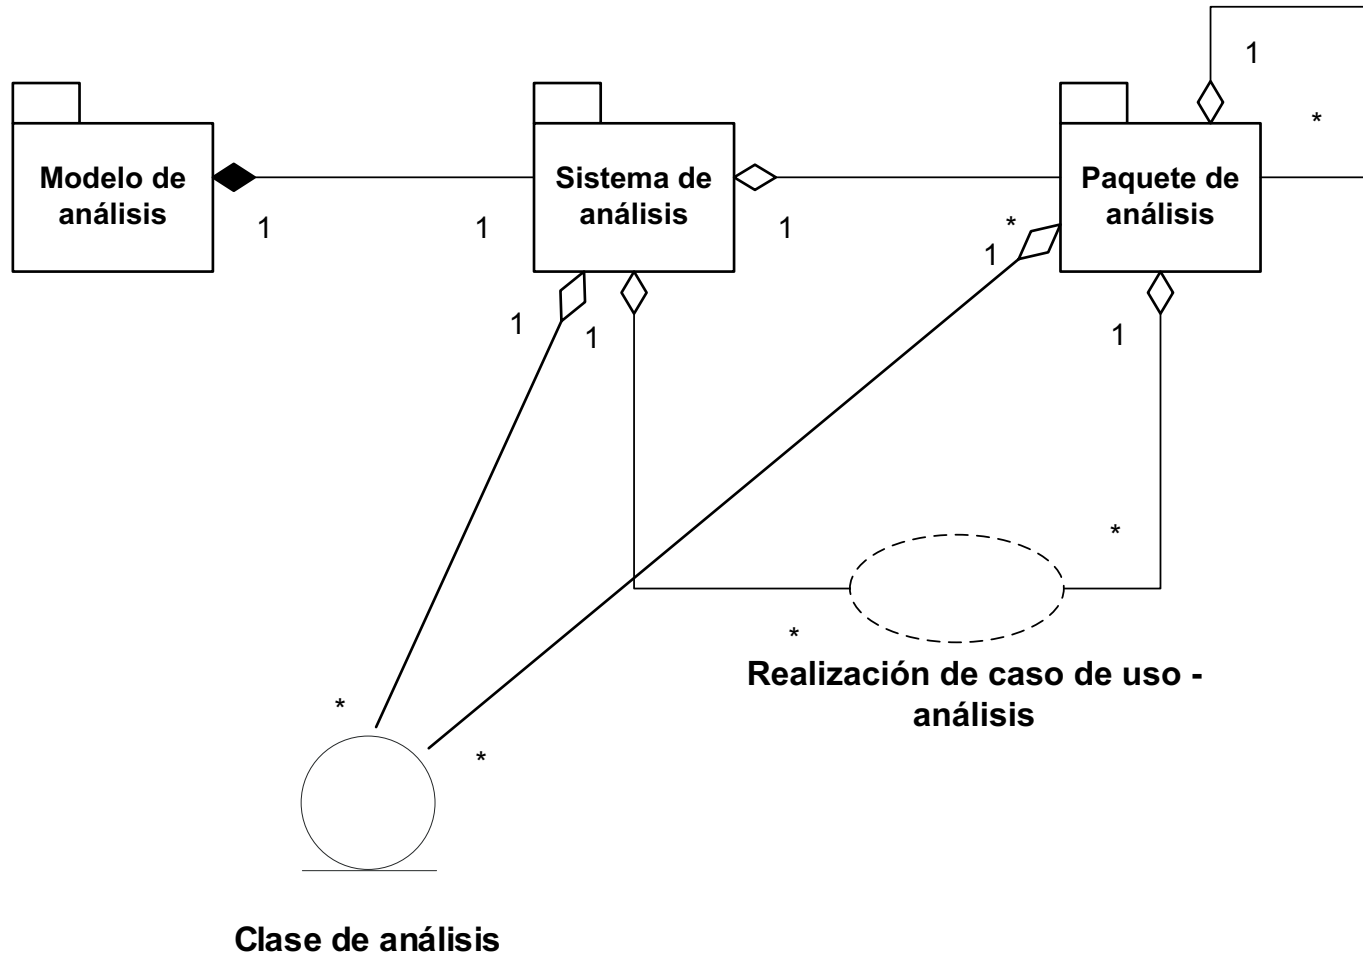 1
*
Modelo de
análisis
Sistema de
análisis
Paquete de
análisis
1
1
1
*
1
1
1
1
*
*
Realización de caso de uso -
análisis
*
*
Clase de análisis